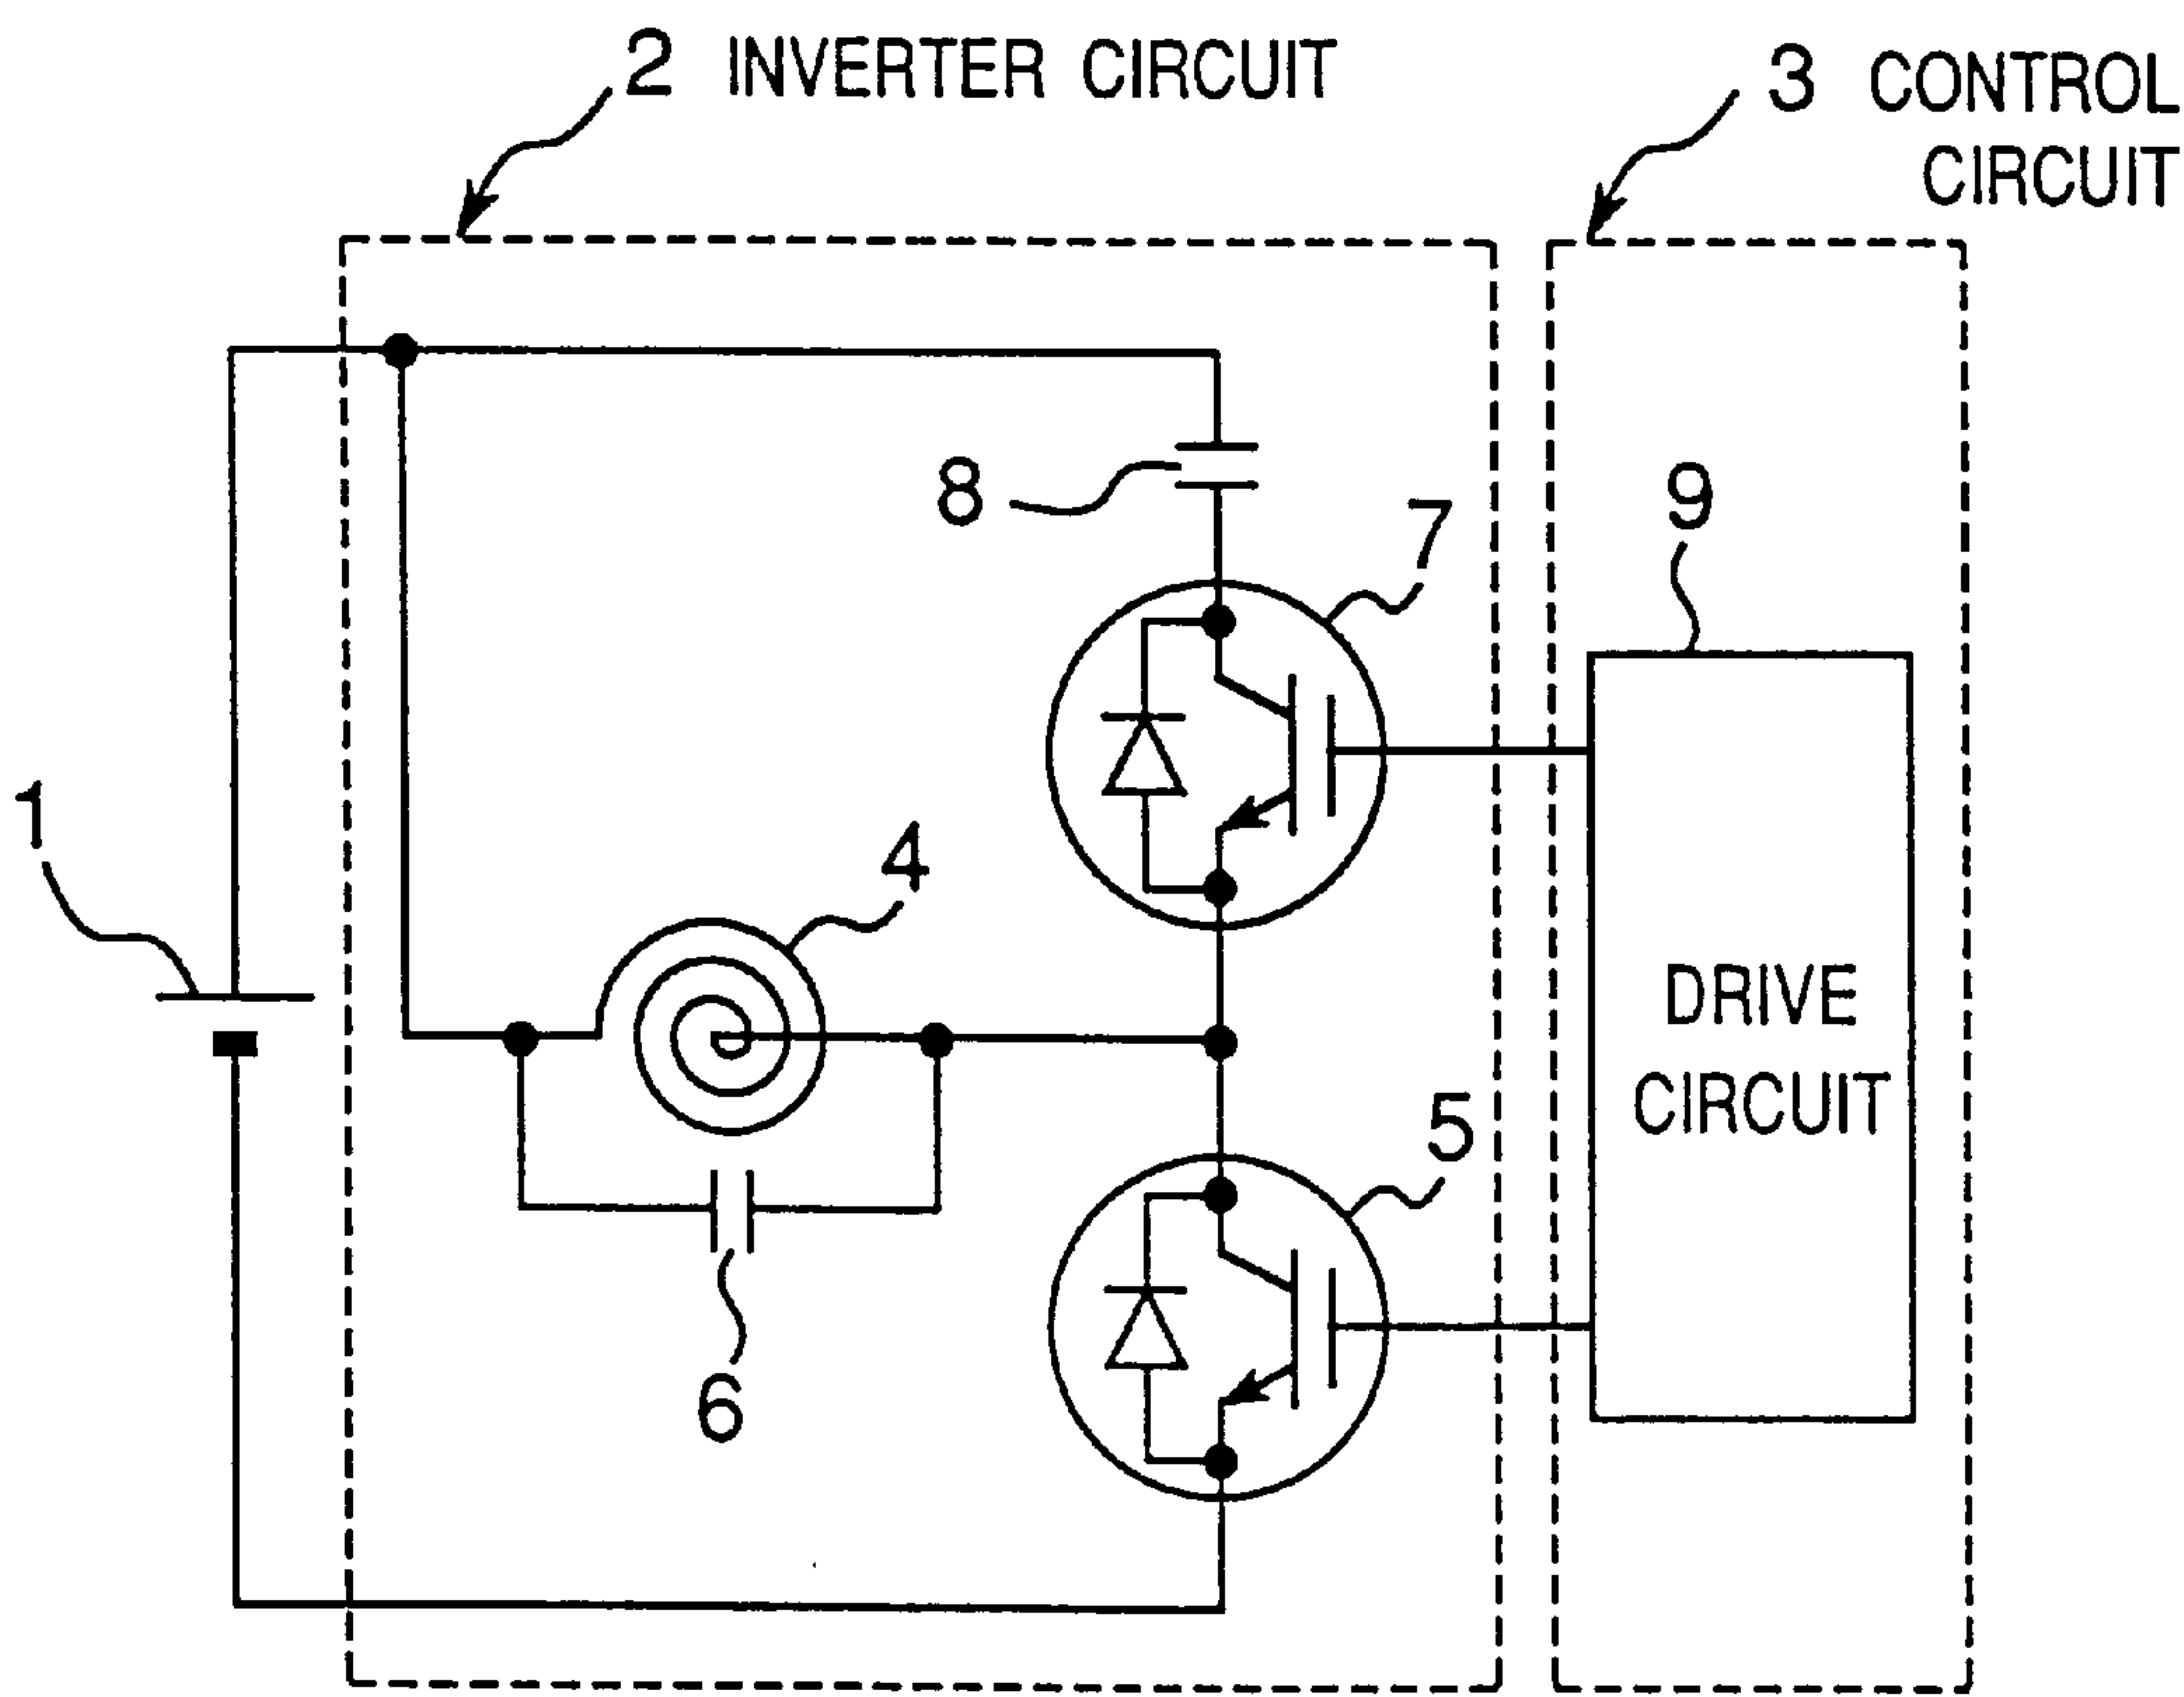 2 INVERTER CIRCUIT
3 CONTROL
CIRCUIT
8
7
9
1
4
DRIVE
CIRCUIT
5
6